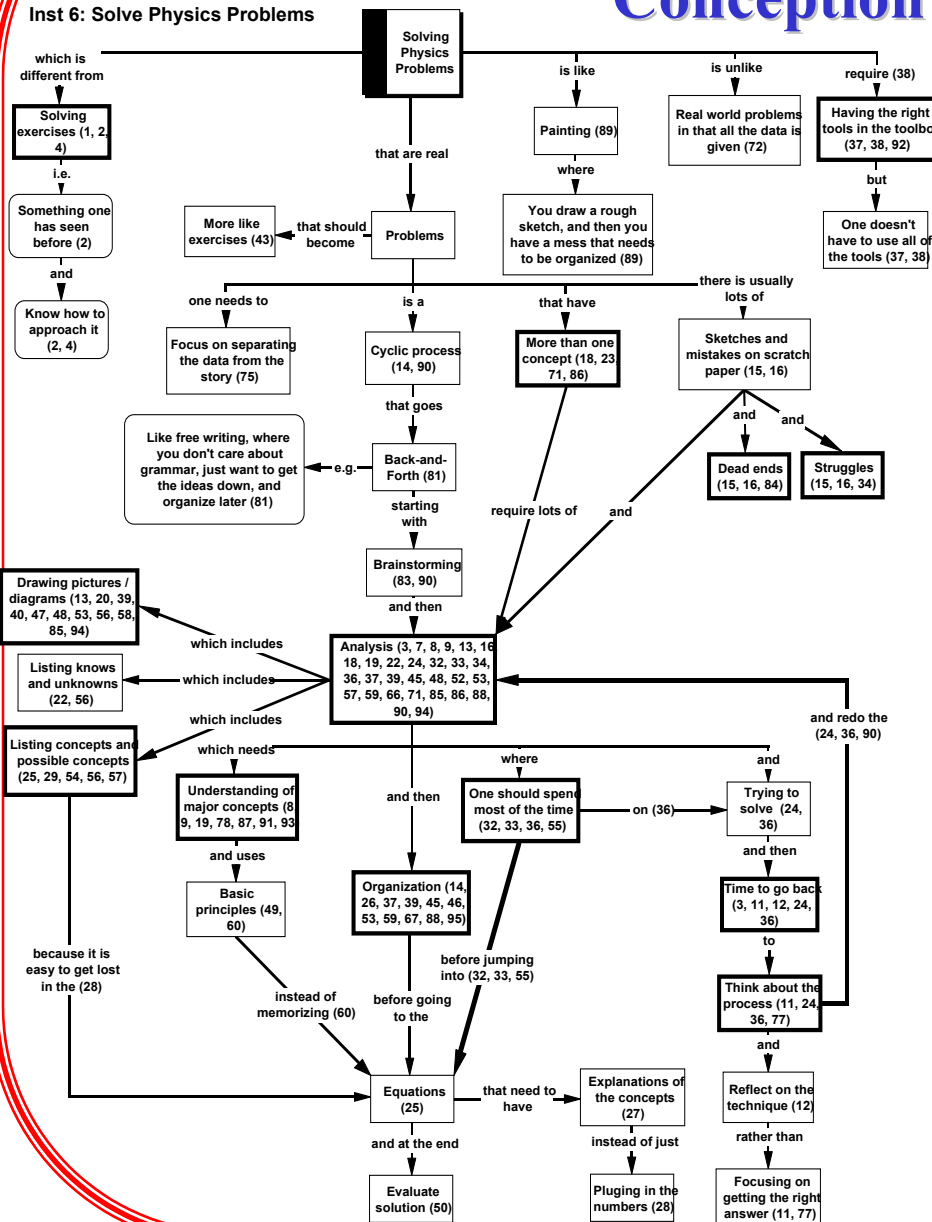 Inst 6: Solve Physics Problems
Conception
Solving
Physics
Problems
which is
different from
is like
is unlike
require (38)
Solving
exercises (1, 2,
4)
Painting (89)
Real world problems
in that all the data is
given (72)
Having the right
tools in the toolbo
(37, 38, 92)
that are real
i.e.
where
but
Something one
has seen
before (2)
More like
exercises (43)
that should
become
Problems
You draw a rough
sketch, and then you
have a mess that needs
to be organized (89)
One doesn't
have to use all of
the tools (37, 38)
and
Know how to
approach it
(2, 4)
one needs to
is a
that have
there is usually
lots of
Focus on separating
the data from the
story (75)
Cyclic process
(14, 90)
More than one
concept (18, 23,
71, 86)
Sketches and
mistakes on scratch
paper (15, 16)
that goes
and
and
Like free writing, where
you don't care about
grammar, just want to get
the ideas down, and
organize later (81)
e.g.
Back-and-
Forth (81)
Dead ends
(15, 16, 84)
Struggles
(15, 16, 34)
starting
with
require lots of
and
Brainstorming
(83, 90)
and then
Drawing pictures /
diagrams (13, 20, 39,
40, 47, 48, 53, 56, 58,
85, 94)
which includes
Analysis (3, 7, 8, 9, 13, 16
18, 19, 22, 24, 32, 33, 34,
36, 37, 39, 45, 48, 52, 53,
57, 59, 66, 71, 85, 86, 88,
90, 94)
Listing knows
and unknowns
(22, 56)
which includes
which includes
and redo the
(24, 36, 90)
Listing concepts and
possible concepts
(25, 29, 54, 56, 57)
which needs
where
and
Understanding of
major concepts (8,
9, 19, 78, 87, 91, 93
and then
One should spend
most of the time
(32, 33, 36, 55)
on (36)
Trying to
solve (24,
36)
and uses
and then
Basic
principles (49,
60)
Organization (14,
26, 37, 39, 45, 46,
53, 59, 67, 88, 95)
Time to go back
(3, 11, 12, 24,
36)
to
because it is
easy to get lost
in the (28)
before jumping
into (32, 33, 55)
Think about the
process (11, 24,
36, 77)
instead of
memorizing (60)
before going
to the
and
Equations
(25)
that need to
have
Explanations of
the concepts
(27)
Reflect on the
technique (12)
and at the end
instead of just
rather than
Evaluate
solution (50)
Pluging in the
numbers (28)
Focusing on
getting the right
answer (11, 77)